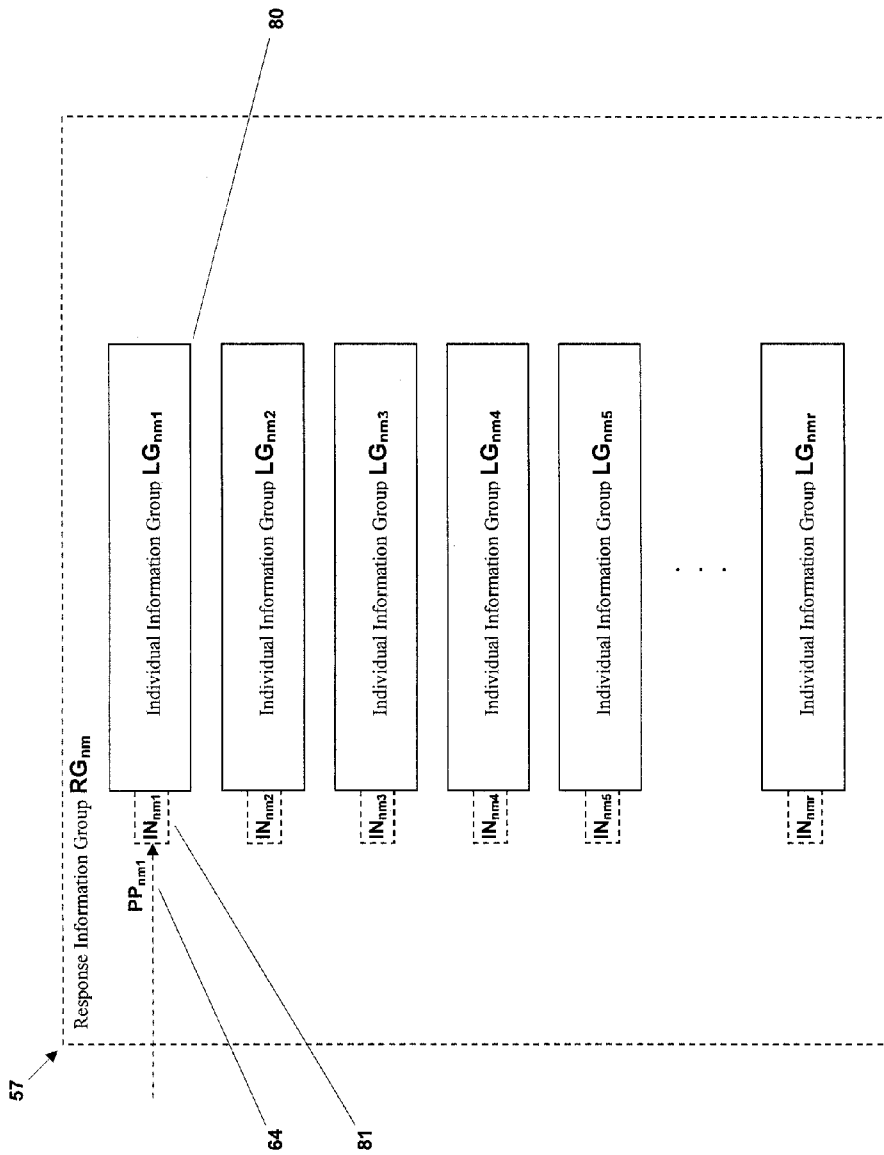 57
Response Information Group RGnm
PPnm1
INnm1
Individual Information Group LGnm1
INnm2
Individual Information Group LGnm2
INnm3
Individual Information Group LGnm3
INnm4
Individual Information Group LGnm4
INnm5
Individual Information Group LGnm5
. . .
INnmr
Individual Information Group LGnmr
64
81
80